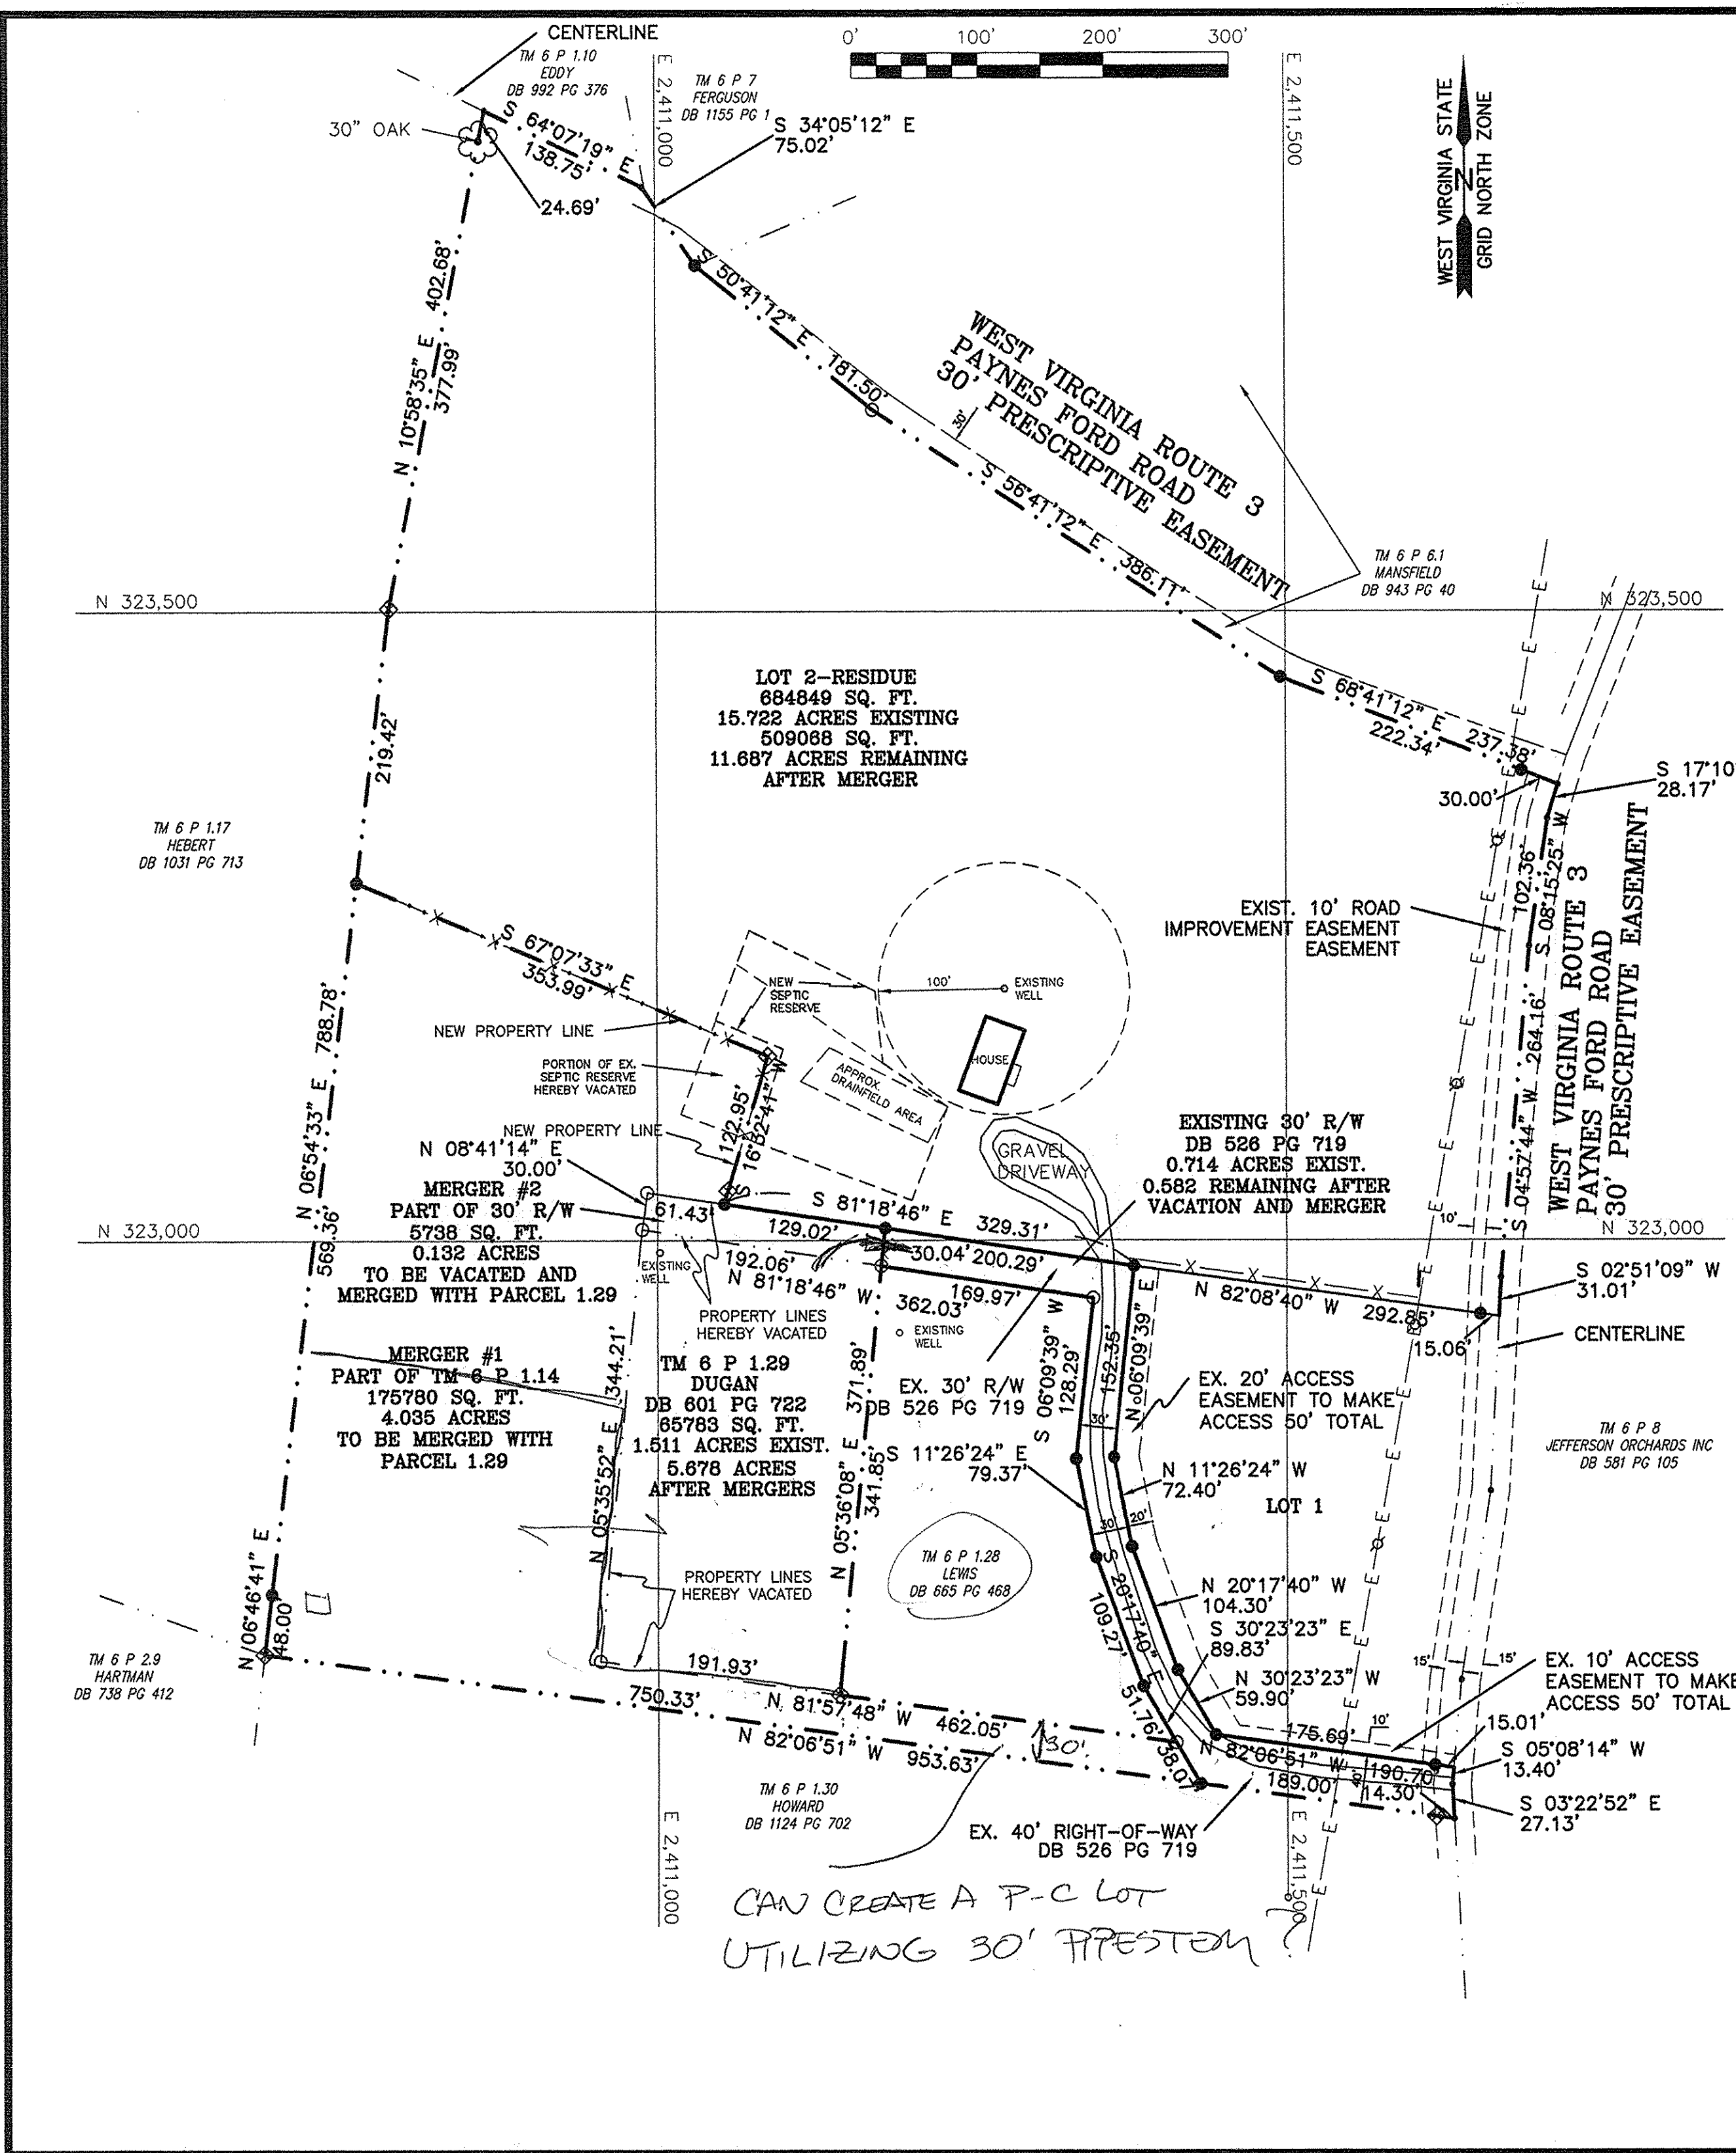 CENTERLINE
TM 6 P 1.10
EDDY
DB 992 PG 376
0' 100' 200' 300'
E 2,411,000
TM 6 P 7
FERGUSON
DB 1155 PG 1
E 2,411,500
WEST VIRGINIA STATE
N
GRID NORTH ZONE
30" OAK
S 64°07'19" E
138.75'
S 34°05'12" E
75.02'
24.69'
S 50°41'12" E 181.50'
N 10°58'35" E 402.68'
377.99'
WEST VIRGINIA ROUTE 3
PAYNES FORD ROAD
30' PRESCRIPTIVE EASEMENT
30'
S 56°41'12" E 386.11'
TM 6 P 6.1
MANSFIELD
DB 943 PG 40
N 323,500
N 323,500
LOT 2-RESIDUE
684849 SQ. FT.
15.722 ACRES EXISTING
509068 SQ. FT.
11.687 ACRES REMAINING
AFTER MERGER
S 68°41'12" E 237.38'
222.34'
S 17°10
28.17'
30.00'
219.42'
TM 6 P 1.17
HEBERT
DB 1031 PG 713
102.36'
S 08°15'25" W
EXIST. 10' ROAD
IMPROVEMENT EASEMENT
EASEMENT
WEST VIRGINIA ROUTE 3
PAYNES FORD ROAD
30' PRESCRIPTIVE EASEMENT
S 67°07'33" E
353.99'
NEW
SEPTIC
RESERVE
100'
EXISTING
WELL
NEW PROPERTY LINE
HOUSE
PORTION OF EX.
SEPTIC RESERVE
HEREBY VACATED
APPROX.
DRAINFIELD AREA
S 04°57'44" W 264.16'
N 06°54'33" E 788.78'
569.36'
122.95'
S 16°32'41" W
NEW PROPERTY LINE
N 08°41'14" E
30.00'
GRAVEL
DRIVEWAY
EXISTING 30' R/W
DB 526 PG 719
0.714 ACRES EXIST.
0.582 REMAINING AFTER
VACATION AND MERGER
MERGER #2
PART OF 30' R/W
5738 SQ. FT.
0.132 ACRES
TO BE VACATED AND
MERGED WITH PARCEL 1.29
61.43'
S 81°18'46" E 329.31'
129.02'
30.04' 200.29'
10'
N 323,000
N 323,000
EXISTING
WELL
192.06'
N 81°18'46" W
362.03'
169.97'
N 82°08'40" W 292.85'
S 02°51'09" W
31.01'
15.06'
CENTERLINE
PROPERTY LINES
HEREBY VACATED
EXISTING
WELL
MERGER #1
PART OF TM 6 P 1.14
175780 SQ. FT.
4.035 ACRES
TO BE MERGED WITH
PARCEL 1.29
N 05°35'52" E 344.21'
TM 6 P 1.29
DUGAN
DB 601 PG 722
65783 SQ. FT.
1.511 ACRES EXIST.
5.678 ACRES
AFTER MERGERS
N 05°36'08" E 371.89'
341.85'
EX. 30' R/W
DB 526 PG 719
S 06°09'39" W
128.29'
152.35'
N 06°09'39" E
30'
EX. 20' ACCESS
EASEMENT TO MAKE
ACCESS 50' TOTAL
TM 6 P 8
JEFFERSON ORCHARDS INC
DB 581 PG 105
S 11°26'24" E
79.37'
N 11°26'24" W
72.40'
LOT 1
30' 20'
TM 6 P 1.28
LEWIS
DB 665 PG 468
PROPERTY LINES
HEREBY VACATED
S 20°17'40" E
109.27'
N 20°17'40" W
104.30'
S 30°23'23" E
89.83'
N 30°23'23" W
59.90'
51.76'
38.07'
N 06°46'41" E
48.00'
TM 6 P 2.9
HARTMAN
DB 738 PG 412
191.93'
750.33'
N 81°57'48" W 462.05'
N 82°06'51" W 953.63'
30'
15' 15'
EX. 10' ACCESS
EASEMENT TO MAKE
ACCESS 50' TOTAL
175.69'
10'
N 82°06'51" W 190.70'
189.00'
40'
14.30'
15.01'
S 05°08'14" W
13.40'
S 03°22'52" E
27.13'
TM 6 P 1.30
HOWARD
DB 1124 PG 702
EX. 40' RIGHT-OF-WAY
DB 526 PG 719
E 2,411,000
E 2,411,500
CAN CREATE A P-C LOT
UTILIZING 30' PIPESTEM ?